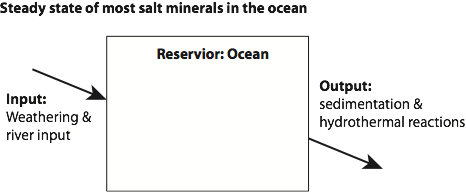 Steady state of most salt minerals in the ocean
Reservior: Ocean
Input:
Weathering &
river input
Output:
sedimentation &
hydrothermal reactions